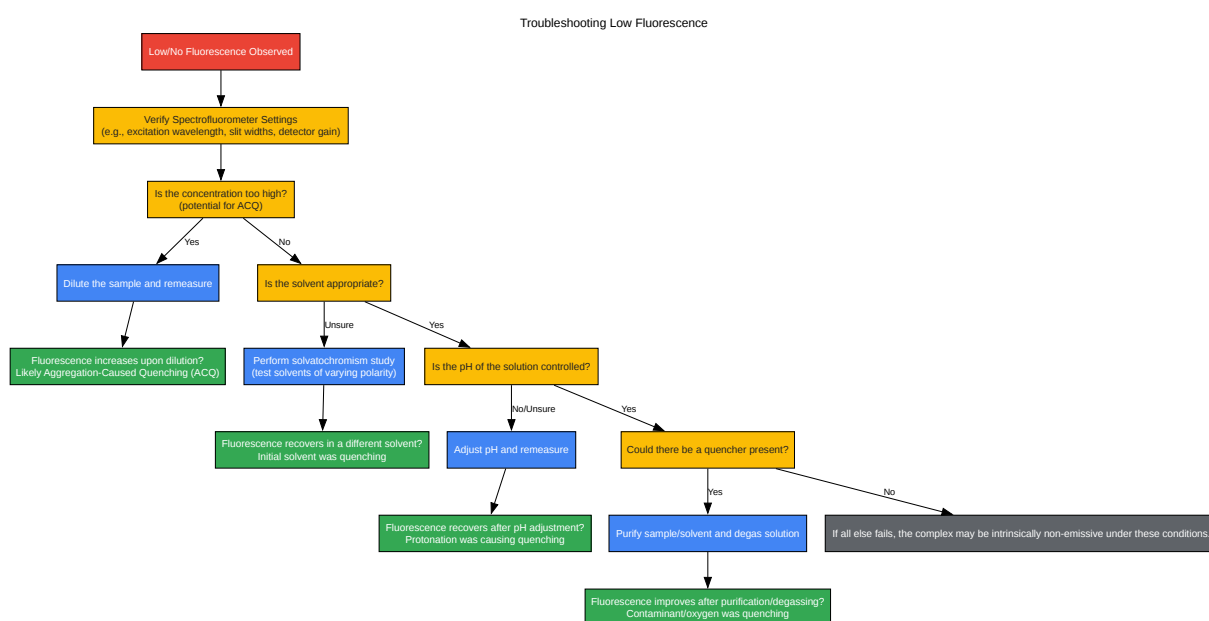 Troubleshooting Low Fluorescence
Low/No Fluorescence Observed
Verify Spectrofluorometer Settings
(e.g., excitation wavelength, slit widths, detector gain)
Is the concentration too high?
(potential for ACQ)
Yes
No
Dilute the sample and remeasure
Is the solvent appropriate?
Unsure
Yes
Fluorescence increases upon dilution?
Likely Aggregation-Caused Quenching (ACQ)
Perform solvatochromism study
(test solvents of varying polarity)
Is the pH of the solution controlled?
No/Unsure
Yes
Fluorescence recovers in a different solvent?
Initial solvent was quenching
Adjust pH and remeasure
Could there be a quencher present?
Yes
No
Fluorescence recovers after pH adjustment?
Protonation was causing quenching
Purify sample/solvent and degas solution
If all else fails, the complex may be intrinsically non-emissive under these conditions.
Fluorescence improves after purification/degassing?
Contaminant/oxygen was quenching